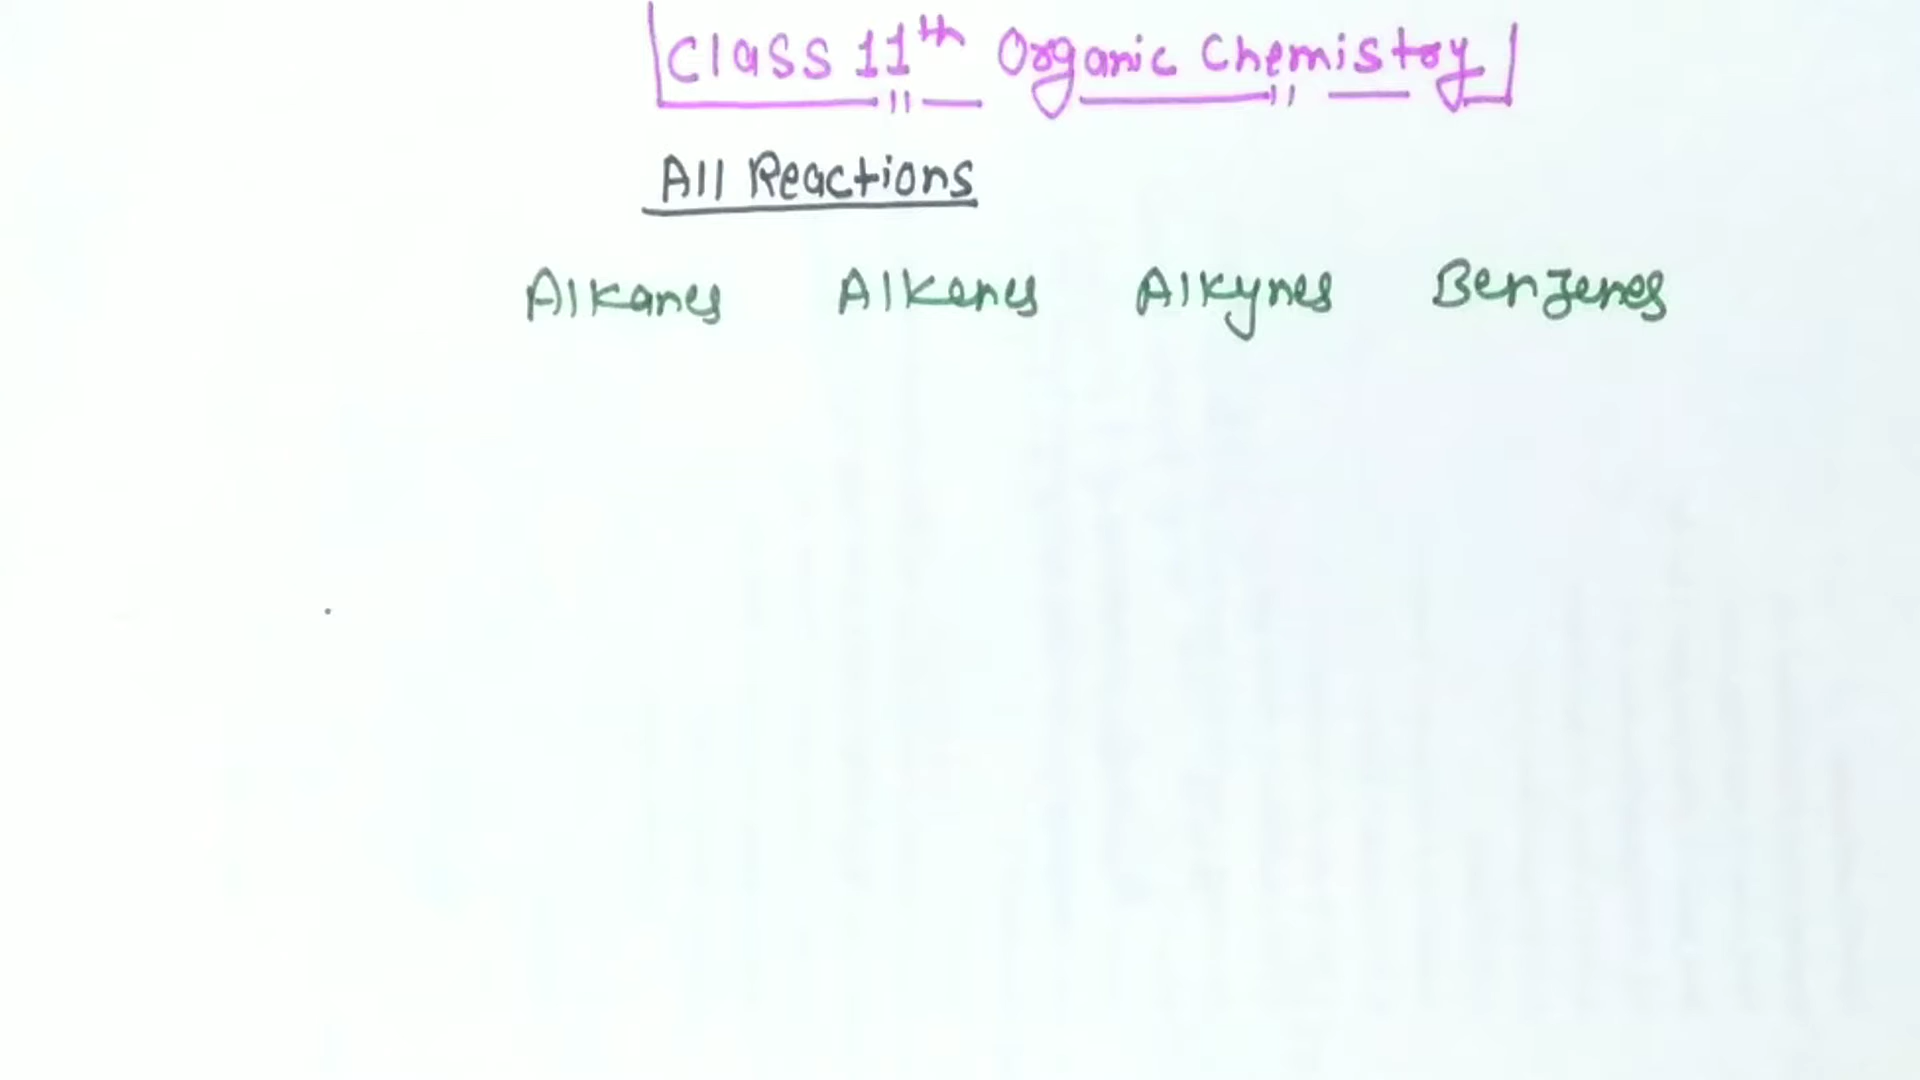 Class 11th Organic Chemistry
All Reactions
Alkanes Alkenes Alkynes Benzenes